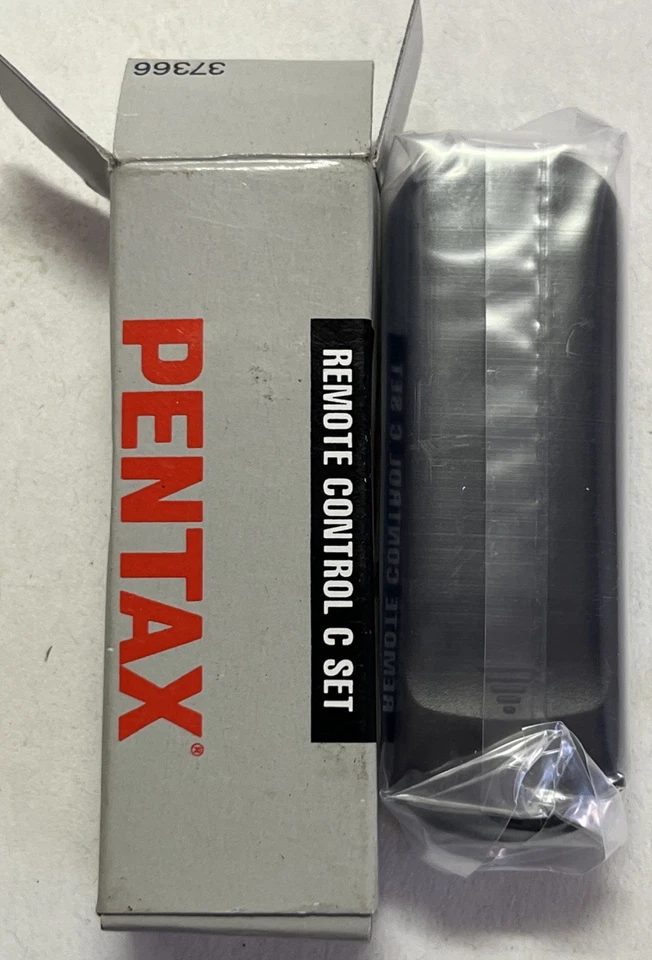 37366
PENTAX®
REMOTE CONTROL C SET